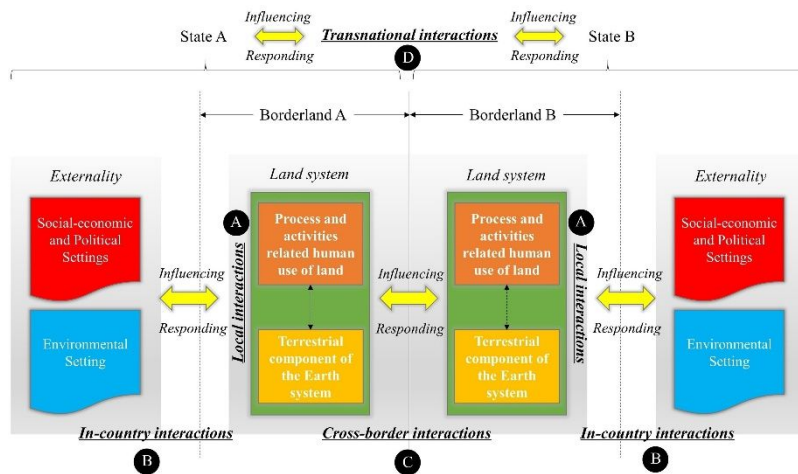 Influencing
Influencing
State A
Transnational interactions
State B
Responding
D
Responding
Borderland A
Borderland B
Externality
Land system
Land system
Externality
Social-economic
and Political
Settings
A
Process and
activities
related human
use of land
Process and
activities
related human
use of land
A
Social-economic
and Political
Settings
Influencing
Responding
Local interactions
Influencing
Responding
Local interactions
Influencing
Responding
Environmental
Setting
Terrestrial
component of
the Earth
system
Terrestrial
component of
the Earth
system
Environmental
Setting
In-country interactions
Cross-border interactions
In-country interactions
B
C
B